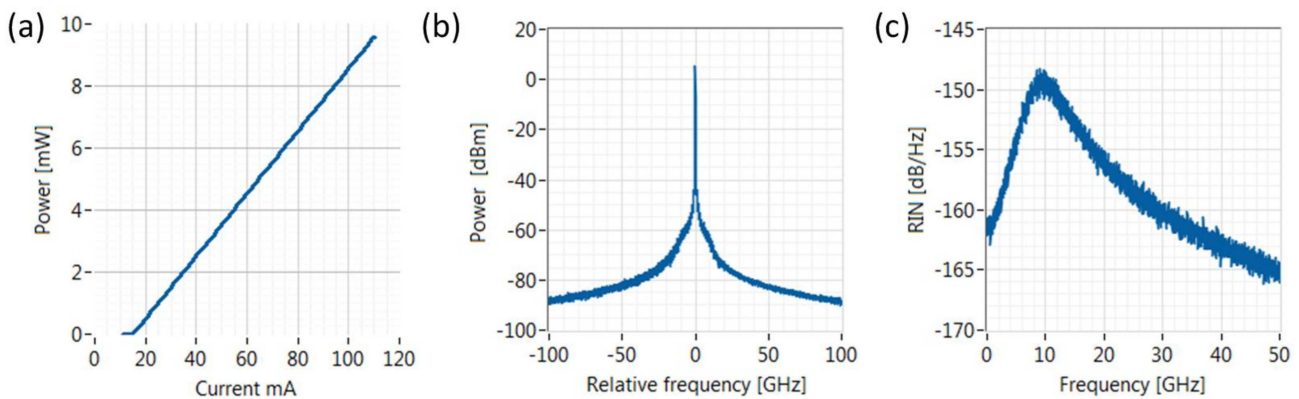 (a)
10
8
6
4
2
0
Power [mW]
0 20 40 60 80 100 120
Current mA
(b)
20
0
-20
-40
-60
-80
-100
Power [dBm]
-100 -50 0 50 100
Relative frequency [GHz]
(c)
-145
-150
-155
-160
-165
-170
RIN [dB/Hz]
0 10 20 30 40 50
Frequency [GHz]